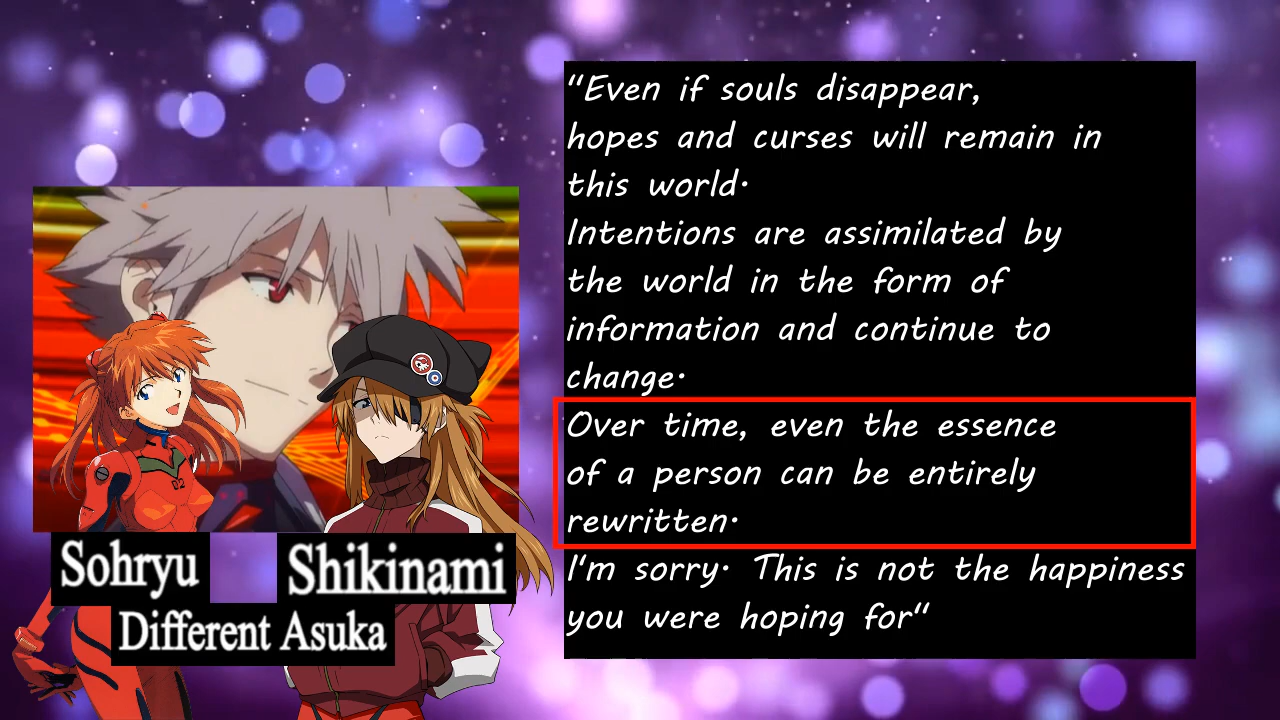 “Even if souls disappear,
hopes and curses will remain in
this world.
Intentions are assimilated by
the world in the form of
information and continue to
change.
Over time, even the essence
of a person can be entirely
rewritten.
I'm sorry. This is not the happiness
you were hoping for“
Sohryu
Shikinami
Different Asuka
02